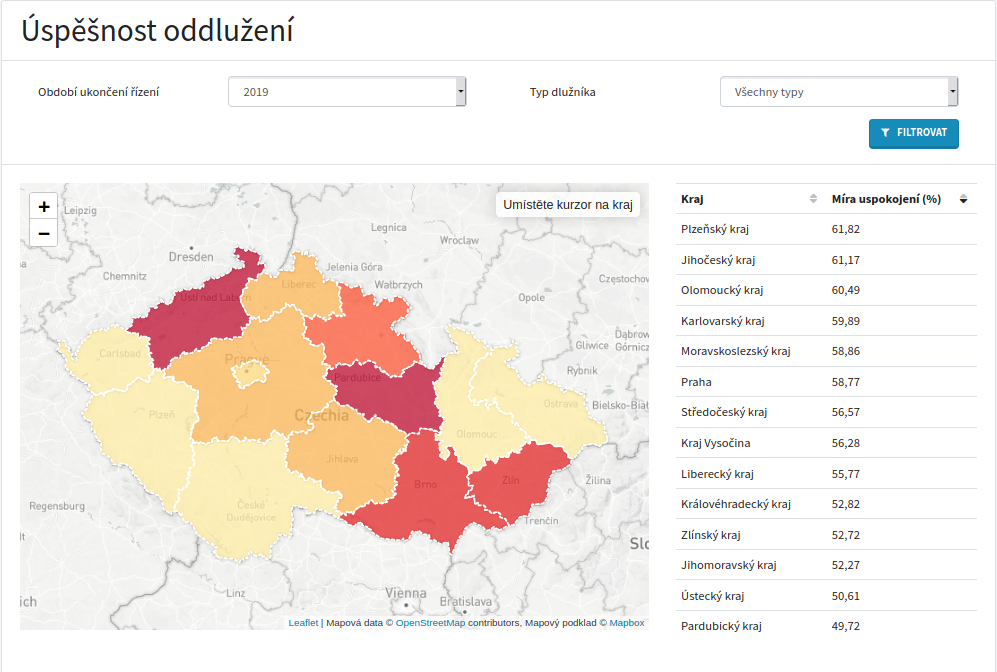 Úspěšnost oddlužení
Období ukončení řízení
2019
Typ dlužníka
Všechny typy
FILTROVAT
+
−
Umístěte kurzor na kraj
Leipzig
Legnica
Wroclaw
Dresden
Chemnitz
Jelenia Góra
Wałbrzych
Częstochow
Opole
Ústí nad Labem
Liberec
Dąbrow
Gliwice
Górnicz
Carlsbad
Prague
Rybnik
Pardubice
Plzeň
Czechia
Ostrava
Bielsko-Biał
Olomouc
Jihlava
Brno
Zlín
Žilina
Regensburg
České
Budějovice
Trenčín
Slo
Linz
Vienna
Bratislava
ich
Leaflet | Mapová data © OpenStreetMap contributors, Mapový podklad © Mapbox
Kraj Míra uspokojení (%)
Plzeňský kraj 61,82
Jihočeský kraj 61,17
Olomoucký kraj 60,49
Karlovarský kraj 59,89
Moravskoslezský kraj 58,86
Praha 58,77
Středočeský kraj 56,57
Kraj Vysočina 56,28
Liberecký kraj 55,77
Královéhradecký kraj 52,82
Zlínský kraj 52,72
Jihomoravský kraj 52,27
Ústecký kraj 50,61
Pardubický kraj 49,72